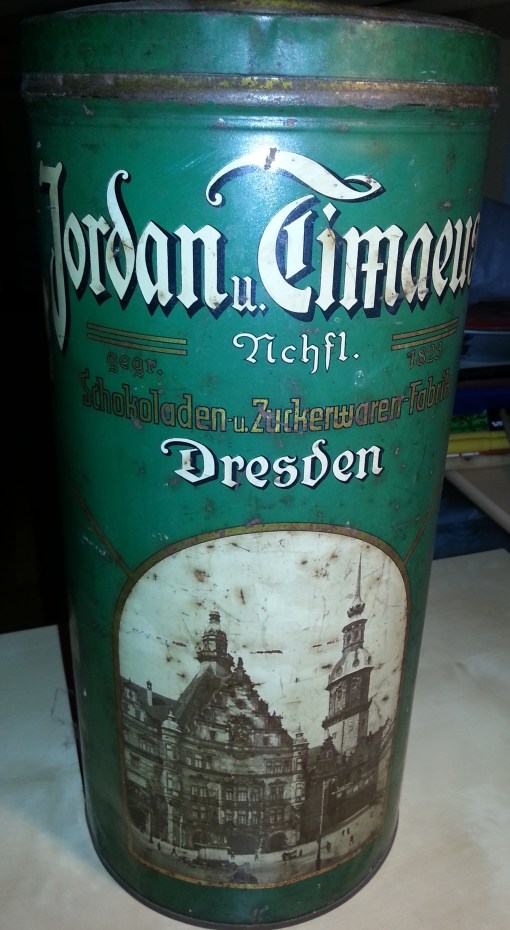 Jordan u. Timaeus
Nchfl.
gegr. 1823
Schokoladen-u.Zuckerwaren-Fabrik
Dresden